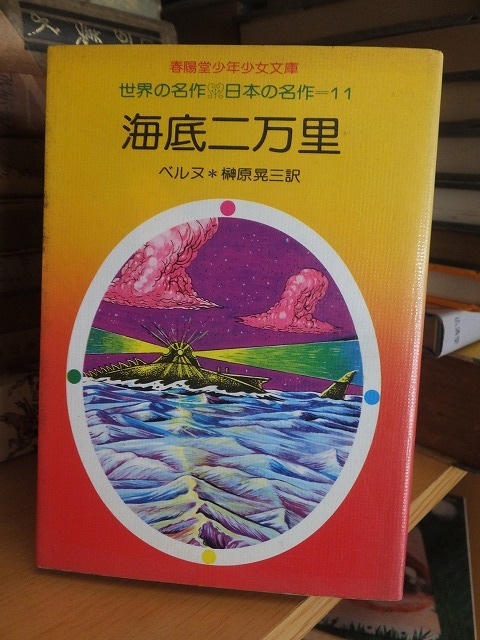 春陽堂少年少女文庫
世界の名作 日本の名作=11
海底二万里
ベルヌ*榊原晃三訳